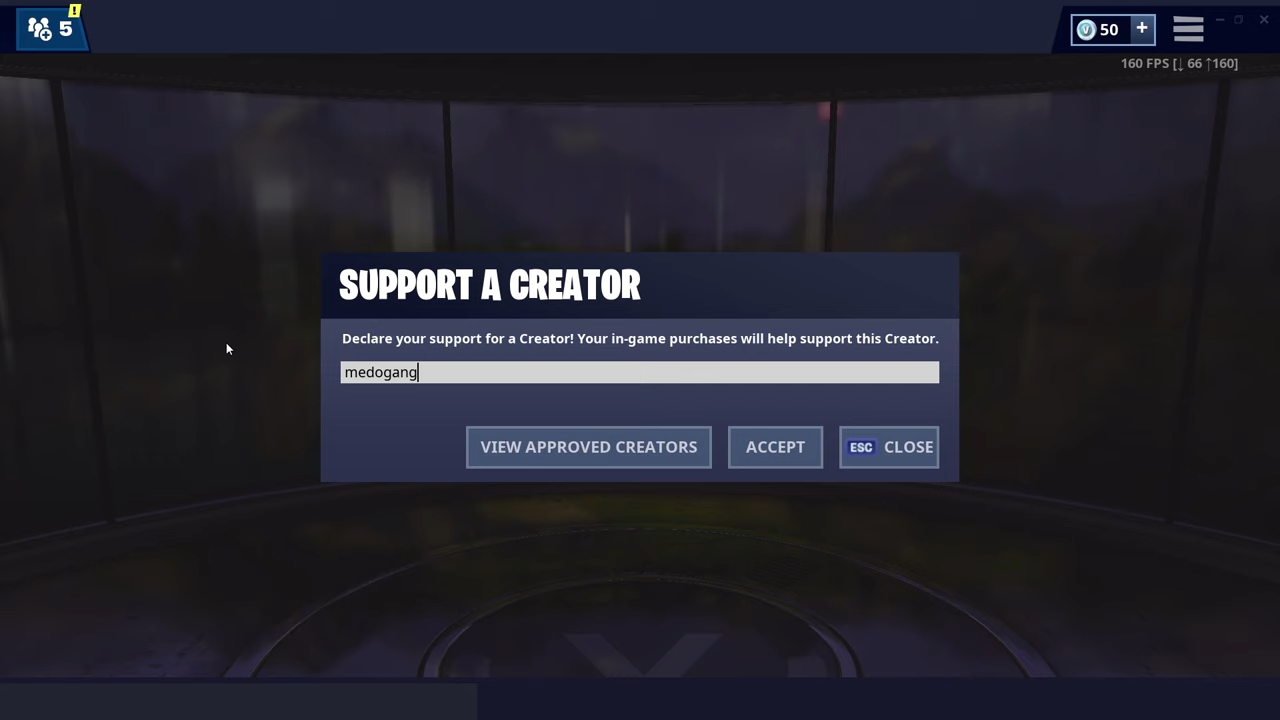 5
!
50 +
160 FPS [↓ 66 ↑160]
SUPPORT A CREATOR
Declare your support for a Creator! Your in-game purchases will help support this Creator.
medogang
VIEW APPROVED CREATORS ACCEPT ESC CLOSE